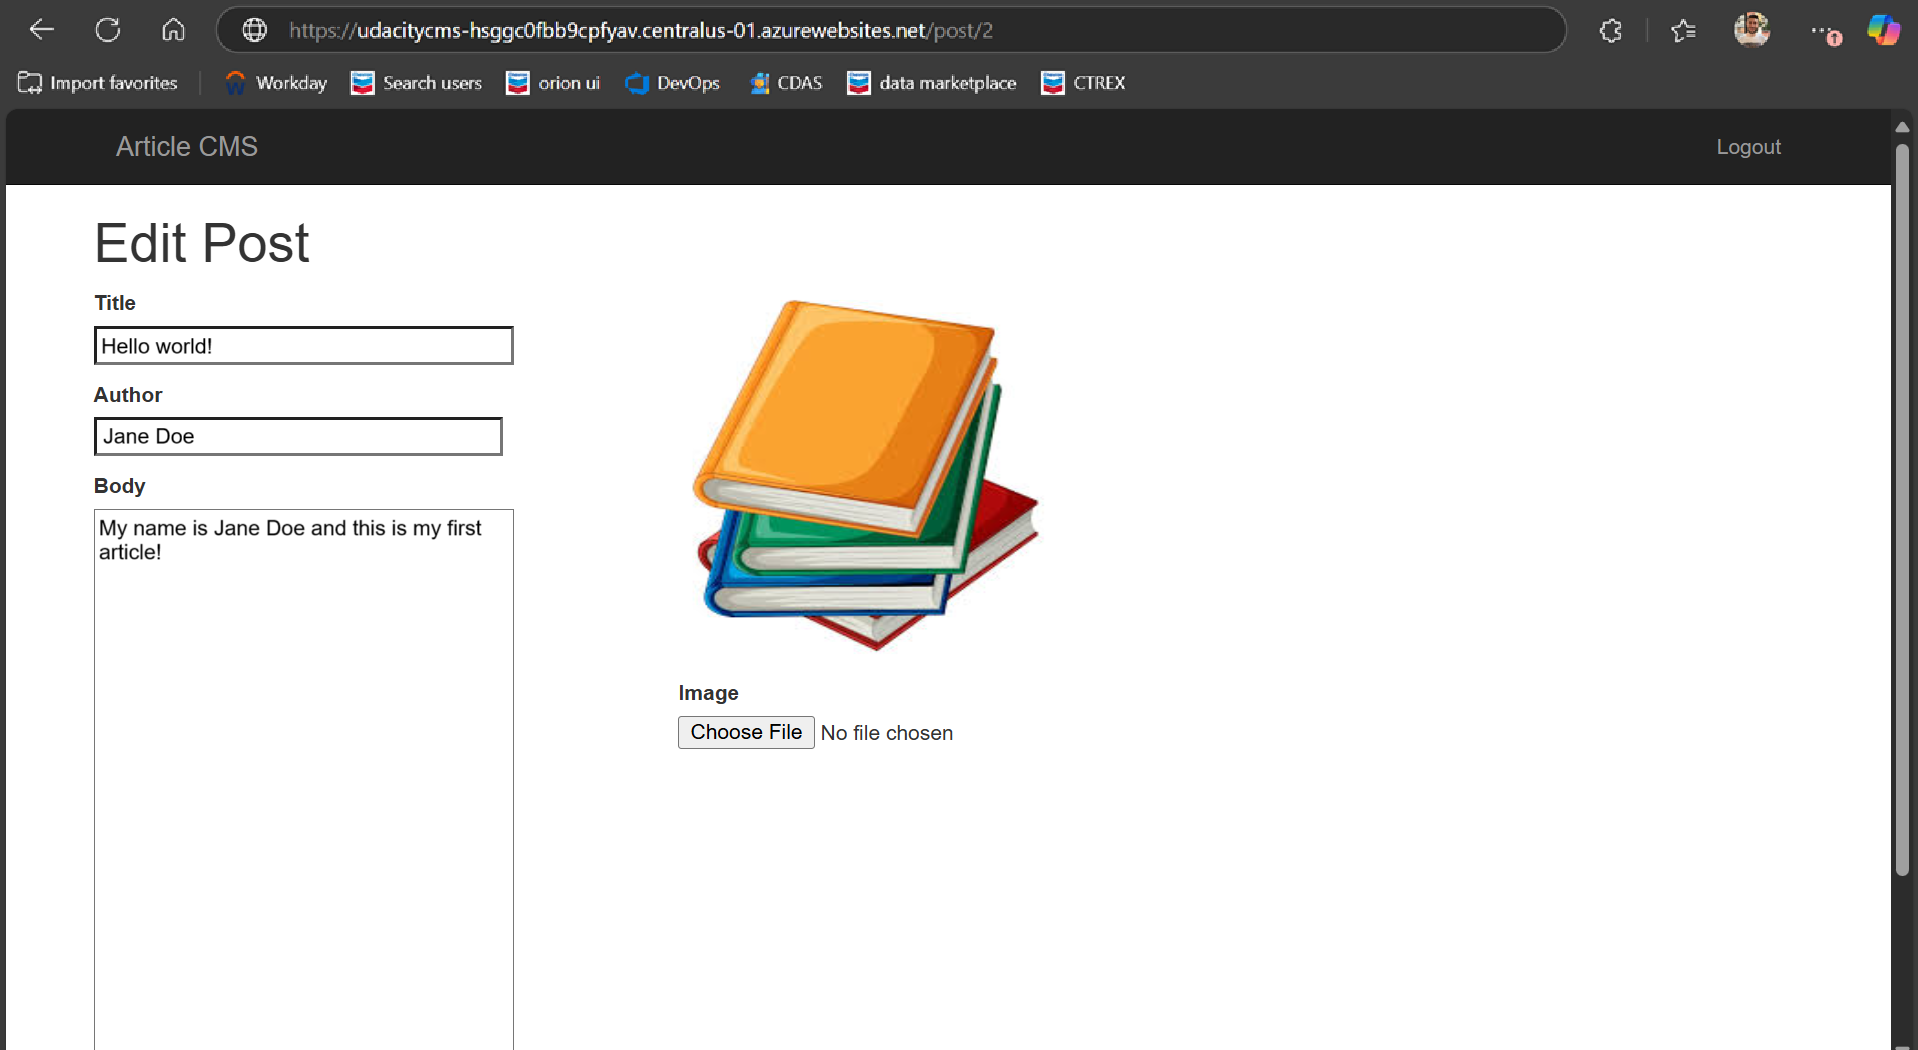 https://udacitycms-hsggc0fbb9cpfyav.centralus-01.azurewebsites.net/post/2
Import favorites Workday Search users orion ui DevOps CDAS data marketplace CTREX
Article CMS Logout
Edit Post
Title
Hello world!
Author
Jane Doe
Body
My name is Jane Doe and this is my first
article!
Image
Choose File No file chosen